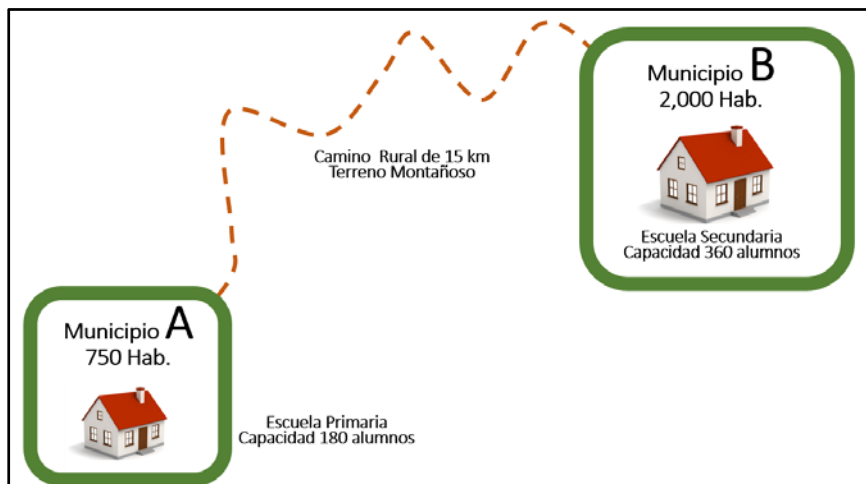 Municipio B
2,000 Hab.
Camino Rural de 15 km
Terreno Montañoso
Escuela Secundaria
Capacidad 360 alumnos
Municipio A
750 Hab.
Escuela Primaria
Capacidad 180 alumnos